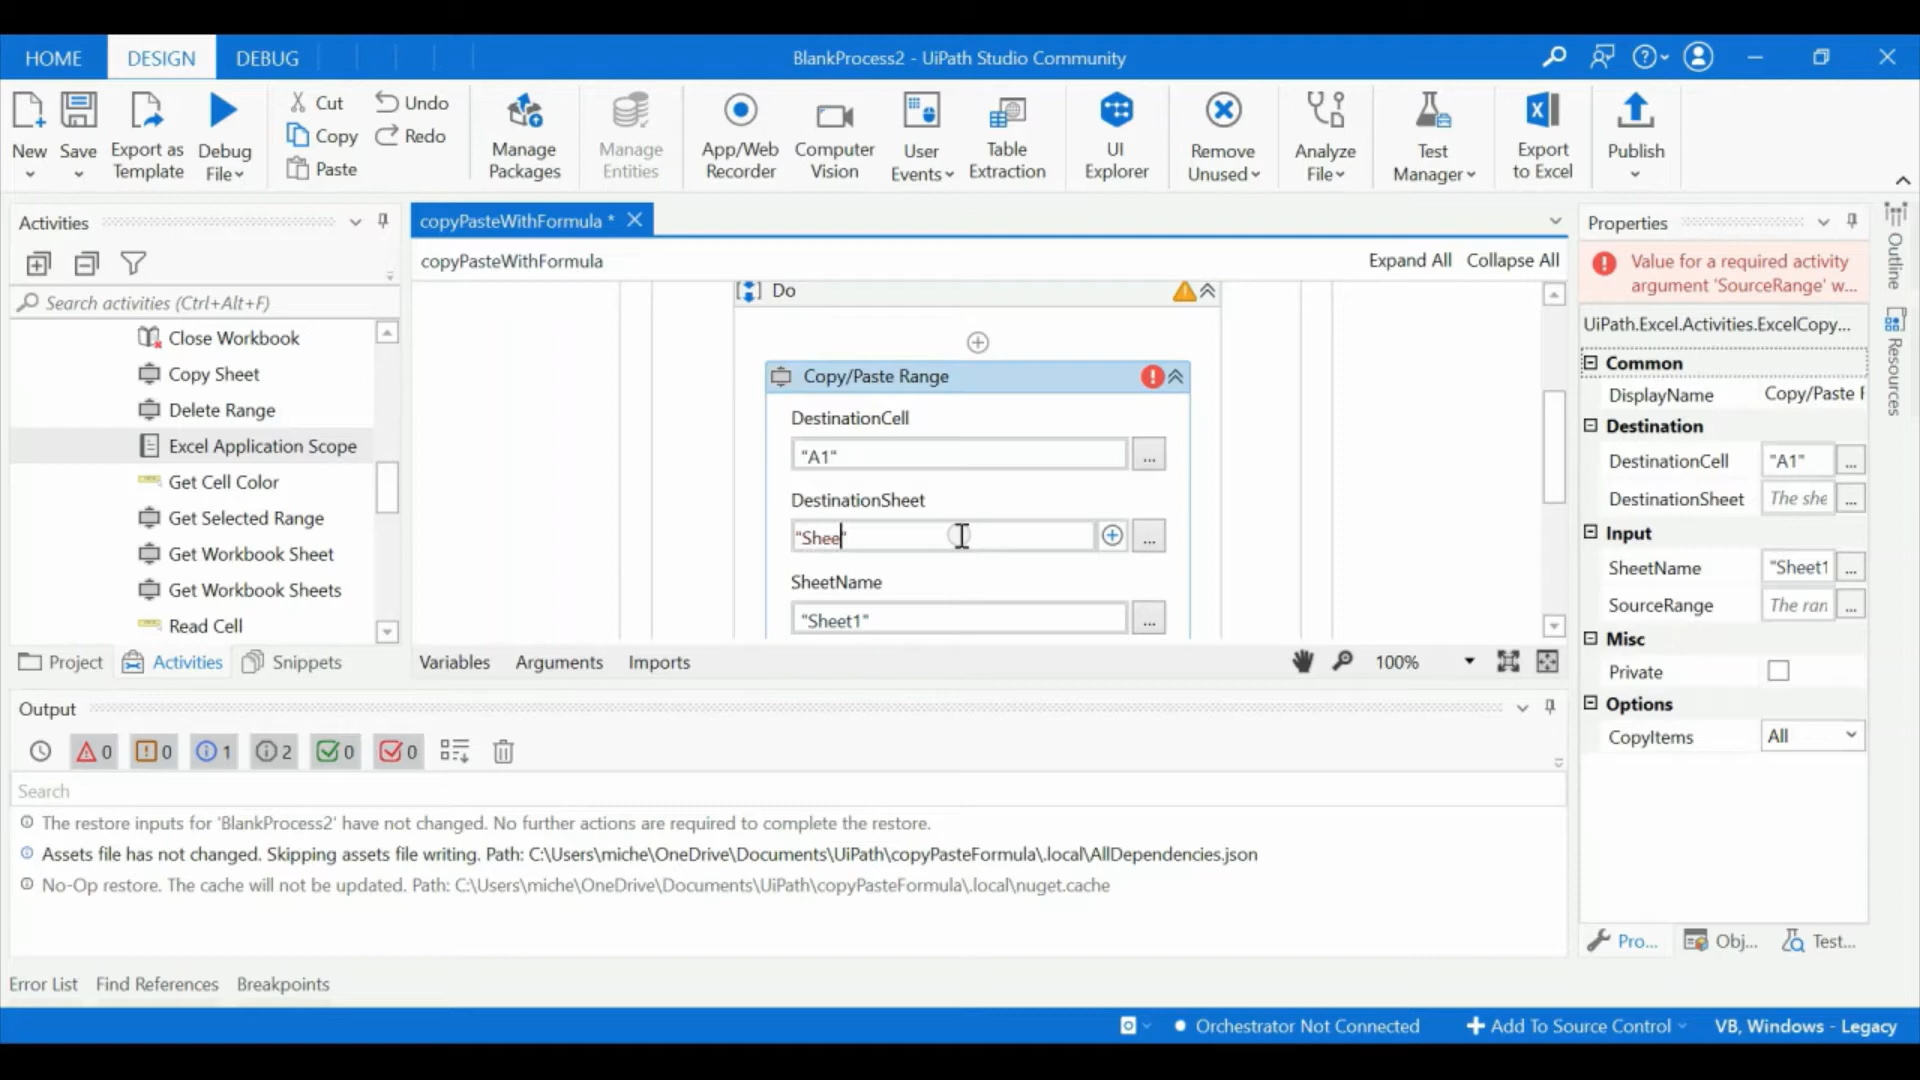 HOME DESIGN DEBUG BlankProcess2 - UiPath Studio Community
New Save Export as Template Debug File
Cut Copy Paste Undo Redo
Manage Packages
Manage Entities
App/Web Recorder
Computer Vision
User Events
Table Extraction
UI Explorer
Remove Unused
Analyze File
Test Manager
Export to Excel
Publish
Activities
Search activities (Ctrl+Alt+F)
Close Workbook
Copy Sheet
Delete Range
Excel Application Scope
Get Cell Color
Get Selected Range
Get Workbook Sheet
Get Workbook Sheets
Read Cell
Project Activities Snippets
copyPasteWithFormula *
copyPasteWithFormula Expand All Collapse All
Do
Copy/Paste Range
DestinationCell
"A1" ...
DestinationSheet
"Shee" ...
SheetName
"Sheet1" ...
Variables Arguments Imports 100%
Properties
Value for a required activity
argument 'SourceRange' w...
UiPath.Excel.Activities.ExcelCopy...
Common
DisplayName Copy/Paste
Destination
DestinationCell "A1" ...
DestinationSheet The she ...
Input
SheetName "Sheet1 ...
SourceRange The ran ...
Misc
Private
Options
CopyItems All
Pro... Obj... Test...
Outline
Resources
Output
0 0 1 2 0 0
Search
The restore inputs for 'BlankProcess2' have not changed. No further actions are required to complete the restore.
Assets file has not changed. Skipping assets file writing. Path: C:\Users\miche\OneDrive\Documents\UiPath\copyPasteFormula\.local\AllDependencies.json
No-Op restore. The cache will not be updated. Path: C:\Users\miche\OneDrive\Documents\UiPath\copyPasteFormula\.local\nuget.cache
Error List Find References Breakpoints
Orchestrator Not Connected Add To Source Control VB, Windows - Legacy